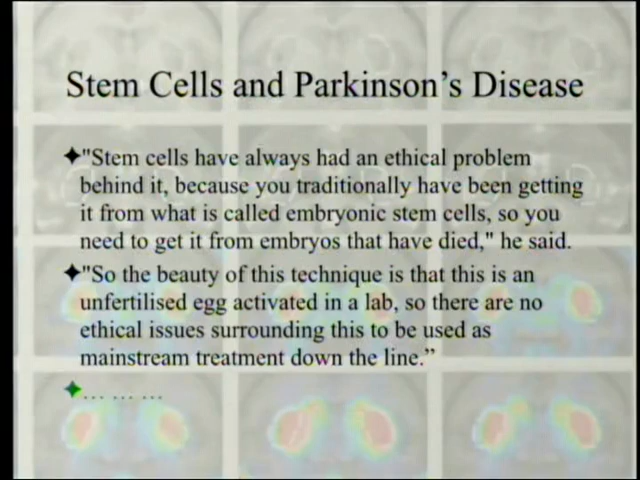 Stem Cells and Parkinson's Disease
"Stem cells have always had an ethical problem
behind it, because you traditionally have been getting
it from what is called embryonic stem cells, so you
need to get it from embryos that have died," he said.
"So the beauty of this technique is that this is an
unfertilised egg activated in a lab, so there are no
ethical issues surrounding this to be used as
mainstream treatment down the line.”
... ... ...